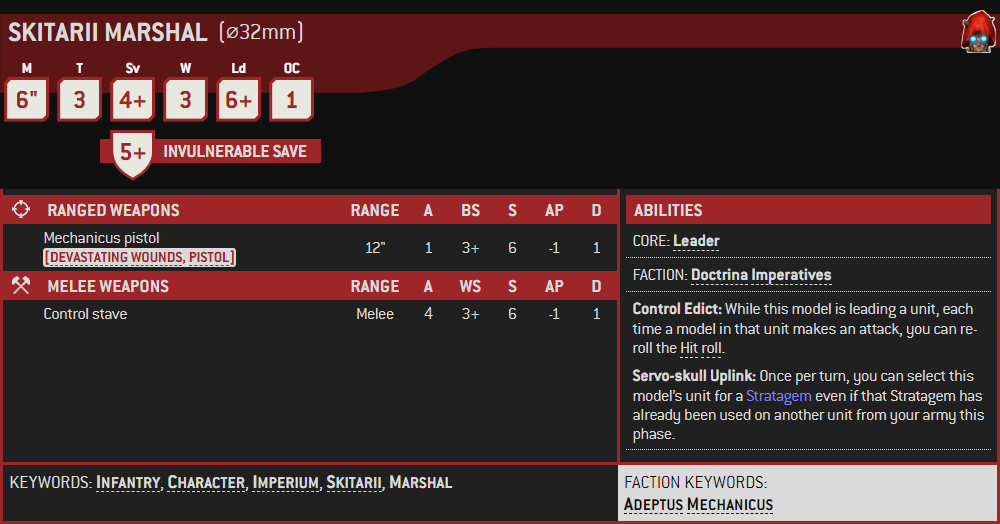 SKITARII MARSHAL (⌀32mm)
M T Sv W Ld OC
6" 3 4+ 3 6+ 1
5+ INVULNERABLE SAVE
RANGED WEAPONS RANGE A BS S AP D
Mechanicus pistol
[DEVASTATING WOUNDS, PISTOL]
12" 1 3+ 6 -1 1
MELEE WEAPONS RANGE A WS S AP D
Control stave Melee 4 3+ 6 -1 1
ABILITIES
CORE: Leader
FACTION: Doctrina Imperatives
Control Edict: While this model is leading a unit, each
time a model in that unit makes an attack, you can re-
roll the Hit roll.
Servo-skull Uplink: Once per turn, you can select this
model's unit for a Stratagem even if that Stratagem has
already been used on another unit from your army this
phase.
KEYWORDS: INFANTRY, CHARACTER, IMPERIUM, SKITARII, MARSHAL
FACTION KEYWORDS:
ADEPTUS MECHANICUS